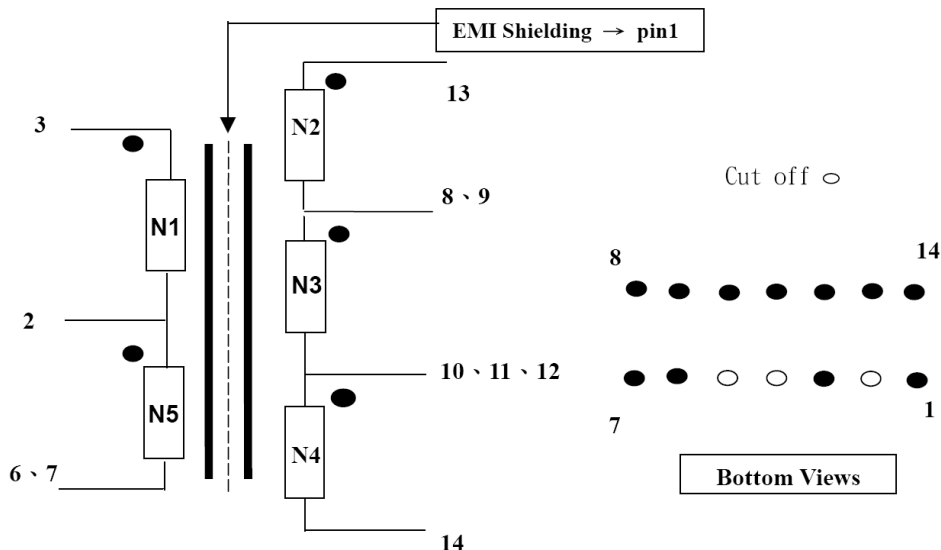 EMI Shielding → pin1
13
3
N2
Cut off
8、9
N1
8
14
N3
2
10、11、12
N5
7
1
N4
6、7
Bottom Views
14